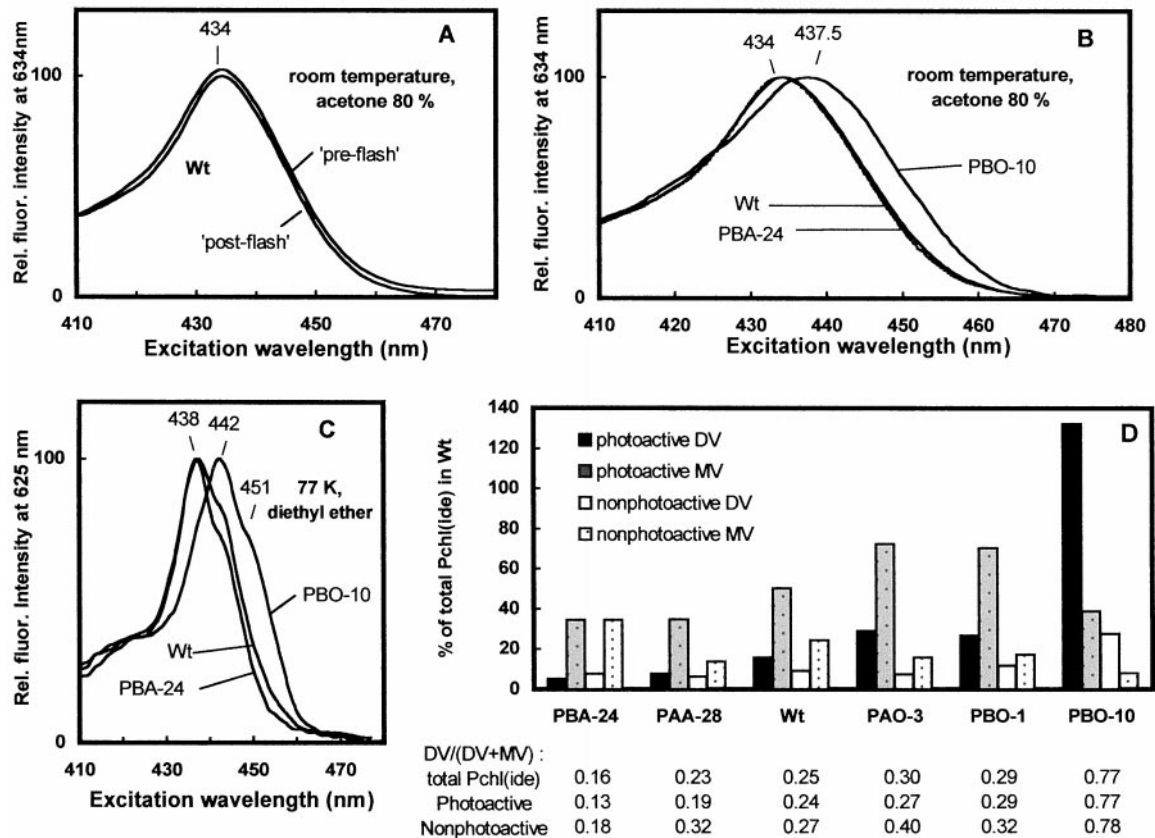 A
434
100
room temperature,
acetone 80 %
Wt
'pre-flash'
'post-flash'
Rel. fluor. intensity at 634nm
0
410 430 450 470
Excitation wavelength (nm)
B
434 437.5
100
room temperature,
acetone 80 %
PBO-10
Wt
PBA-24
Rel. fluor. intensity at 634 nm
0
410 420 430 440 450 460 470 480
Excitation wavelength (nm)
C
438 442
451
100
77 K,
diethyl ether
PBO-10
Wt
PBA-24
Rel. fluor. Intensity at 625 nm
0
410 430 450 470
Excitation wavelength (nm)
D
140
120
100
80
60
40
20
0
% of total Pchl(ide) in Wt
photoactive DV
photoactive MV
nonphotoactive DV
nonphotoactive MV
PBA-24 PAA-28 Wt PAO-3 PBO-1 PBO-10
DV/(DV+MV) :
total Pchl(ide) 0.16 0.23 0.25 0.30 0.29 0.77
Photoactive 0.13 0.19 0.24 0.27 0.29 0.77
Nonphotoactive 0.18 0.32 0.27 0.40 0.32 0.78